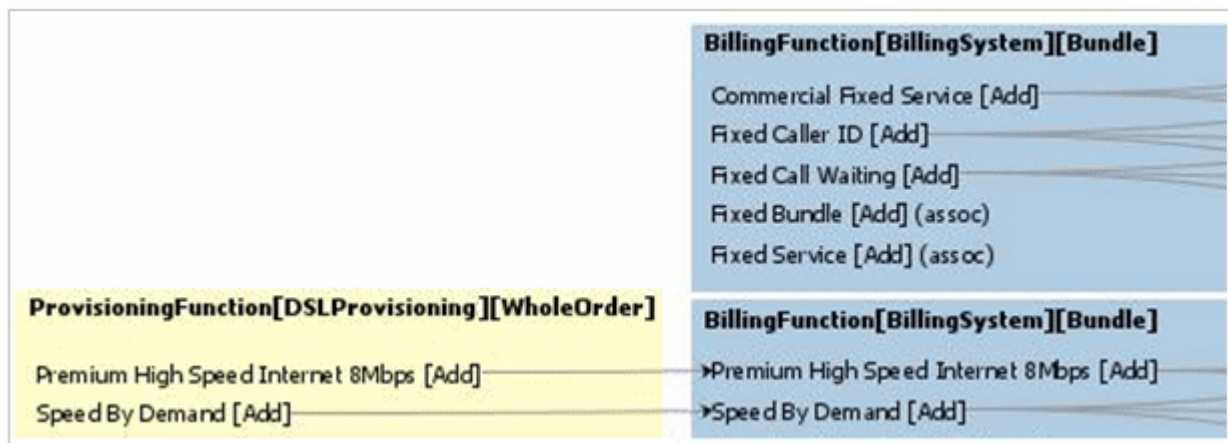 BillingFunction[BillingSystem][Bundle]
Commercial Fixed Service [Add]
Fixed Caller ID [Add]
Fixed Call Waiting [Add]
Fixed Bundle [Add] (assoc)
Fixed Service [Add] (assoc)
ProvisioningFunction[DSLProvisioning][WholeOrder]
Premium High Speed Internet 8Mbps [Add]
Speed By Demand [Add]
BillingFunction[BillingSystem][Bundle]
Premium High Speed Internet 8Mbps [Add]
Speed By Demand [Add]